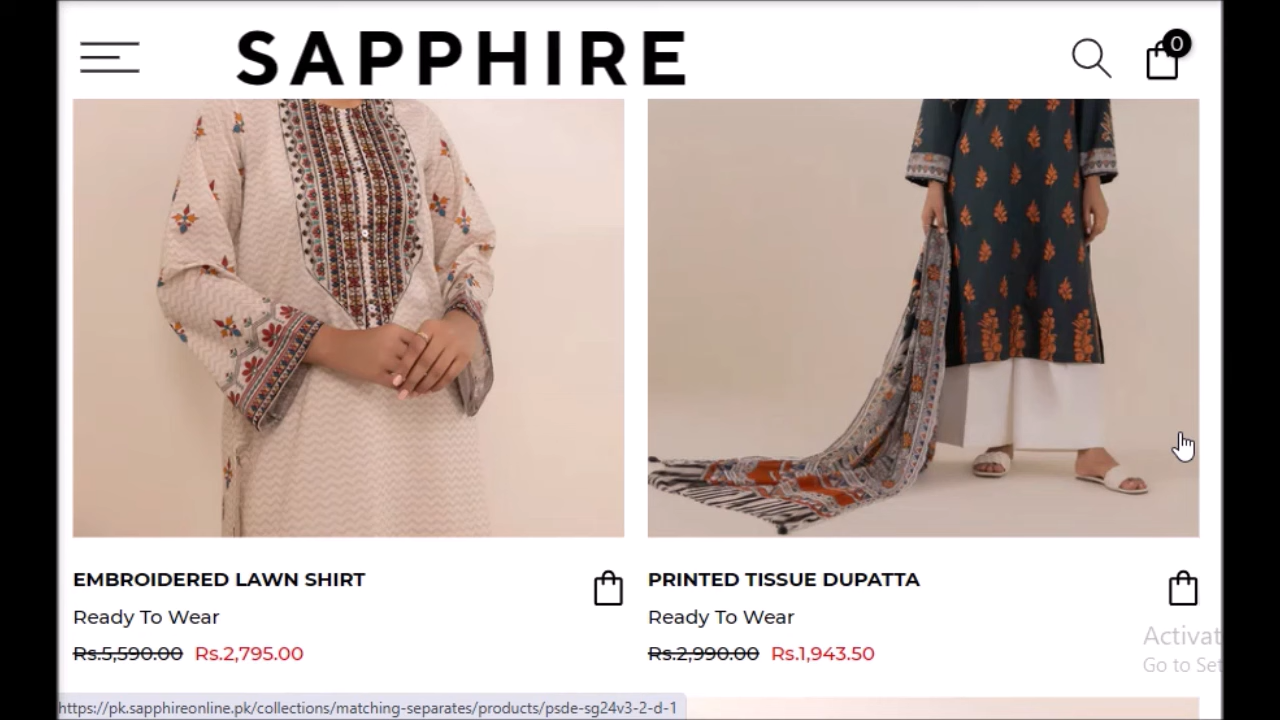 SAPPHIRE
0
EMBROIDERED LAWN SHIRT
Ready To Wear
Rs.5,590.00 Rs.2,795.00
PRINTED TISSUE DUPATTA
Ready To Wear
Rs.2,990.00 Rs.1,943.50
Activat
Go to Set
https://pk.sapphireonline.pk/collections/matching-separates/products/psde-sg24v3-2-d-1